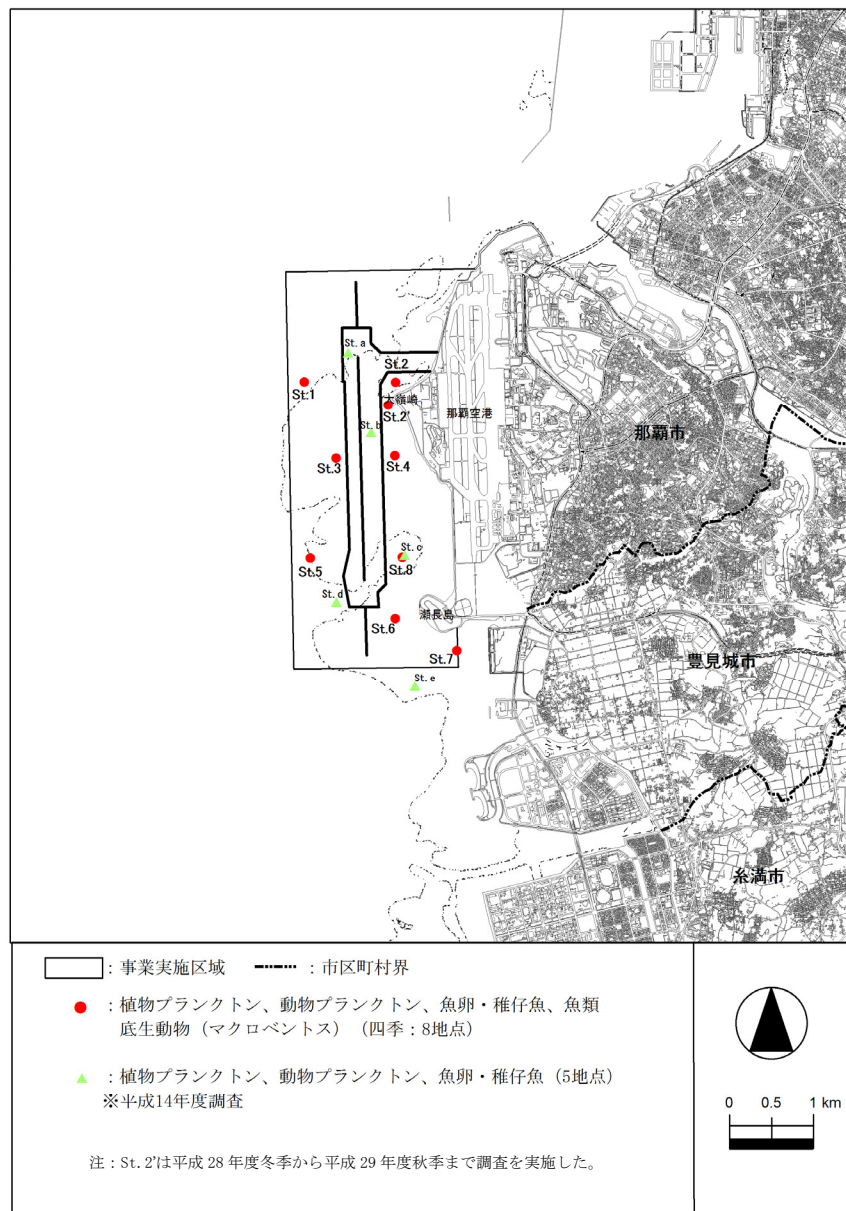 St.a
St.2
St.1
大嶺崎
St.2'
那覇空港
St.b
那覇市
St.3
St.4
St.c
St.5
St.8
St.d
瀬長島
St.6
St.7
豊見城市
St.e
糸満市
：事業実施区域
：市区町村界
：植物プランクトン、動物プランクトン、魚卵・稚仔魚、魚類
底生動物（マクロベントス）（四季：8地点）
：植物プランクトン、動物プランクトン、魚卵・稚仔魚（5地点）
※平成14年度調査
0 0.5 1 km
注：St.2'は平成 28 年度冬季から平成 29 年度秋季まで調査を実施した。